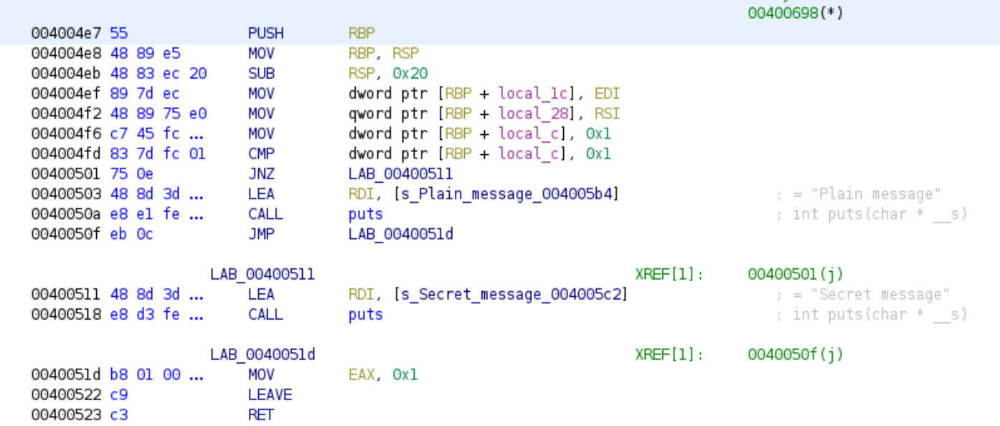 00400698(*)
004004e7 55 PUSH RBP
004004e8 48 89 e5 MOV RBP, RSP
004004eb 48 83 ec 20 SUB RSP, 0x20
004004ef 89 7d ec MOV dword ptr [RBP + local_1c], EDI
004004f2 48 89 75 e0 MOV qword ptr [RBP + local_28], RSI
004004f6 c7 45 fc ... MOV dword ptr [RBP + local_c], 0x1
004004fd 83 7d fc 01 CMP dword ptr [RBP + local_c], 0x1
00400501 75 0e JNZ LAB_00400511
00400503 48 8d 3d ... LEA RDI, [s_Plain_message_004005b4] ; = "Plain message"
0040050a e8 e1 fe ... CALL puts ; int puts(char * __s)
0040050f eb 0c JMP LAB_0040051d
LAB_00400511 XREF[1]: 00400501(j)
00400511 48 8d 3d ... LEA RDI, [s_Secret_message_004005c2] ; = "Secret message"
00400518 e8 d3 fe ... CALL puts ; int puts(char * __s)
LAB_0040051d XREF[1]: 0040050f(j)
0040051d b8 01 00 ... MOV EAX, 0x1
00400522 c9 LEAVE
00400523 c3 RET